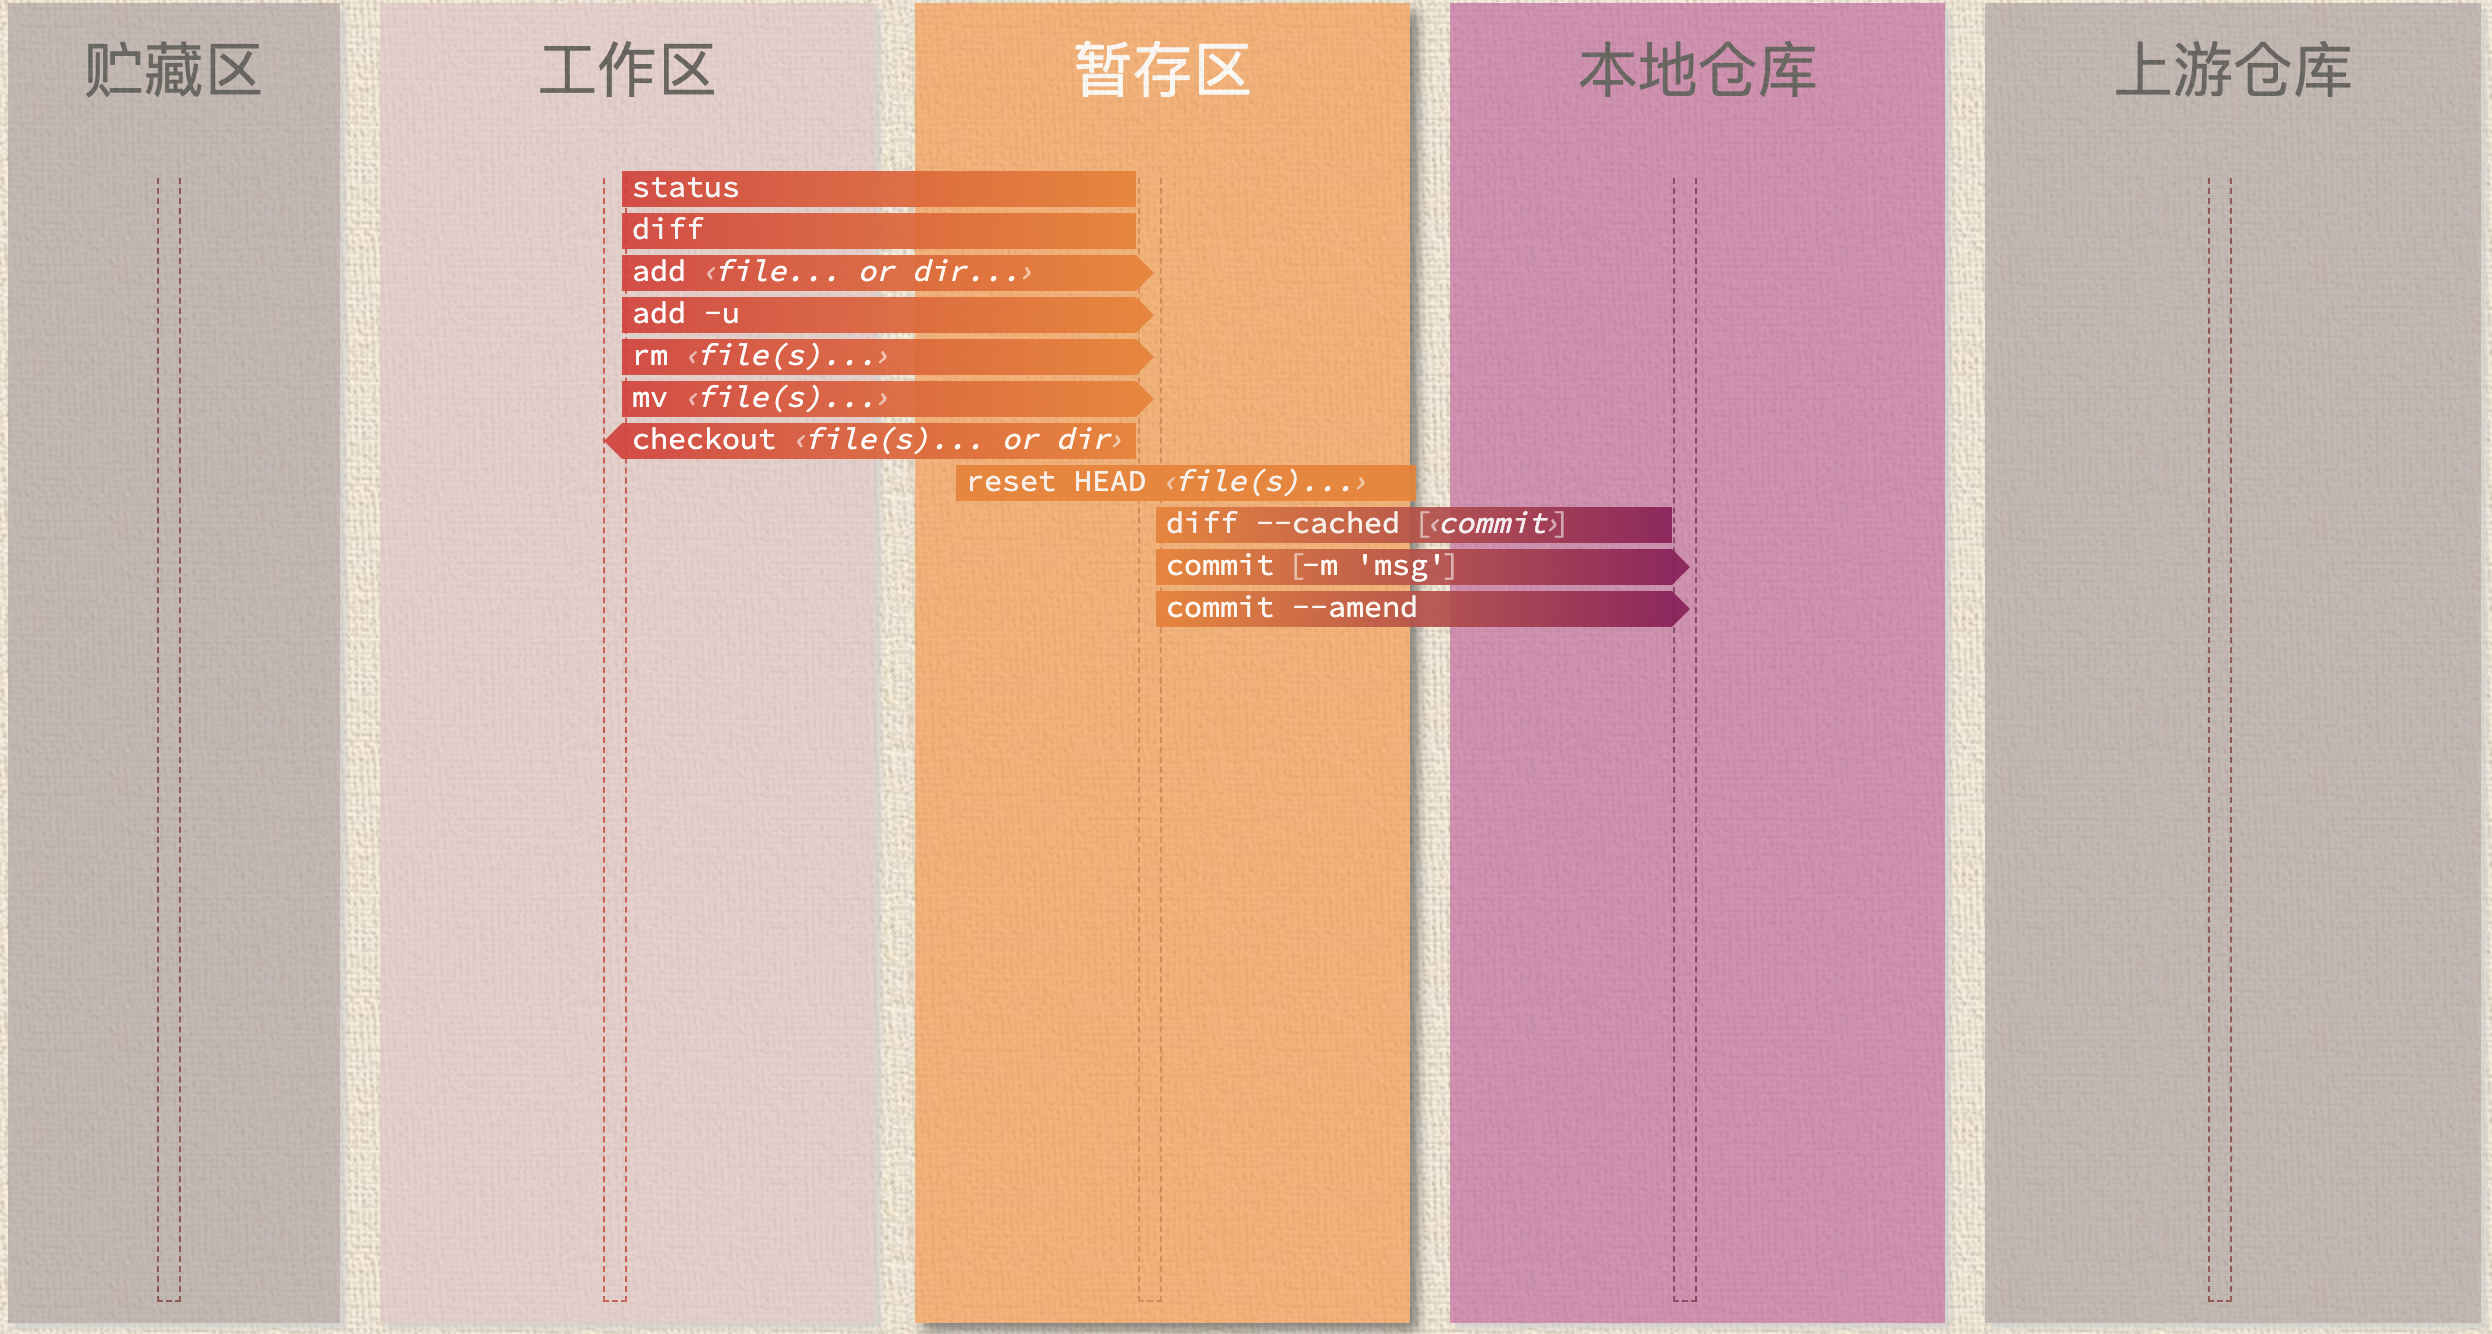 贮藏区 工作区 暂存区 本地仓库 上游仓库
status
diff
add ‹file... or dir...›
add -u
rm ‹file(s)...›
mv ‹file(s)...›
checkout ‹file(s)... or dir›
reset HEAD ‹file(s)...›
diff --cached [‹commit›]
commit [-m 'msg']
commit --amend